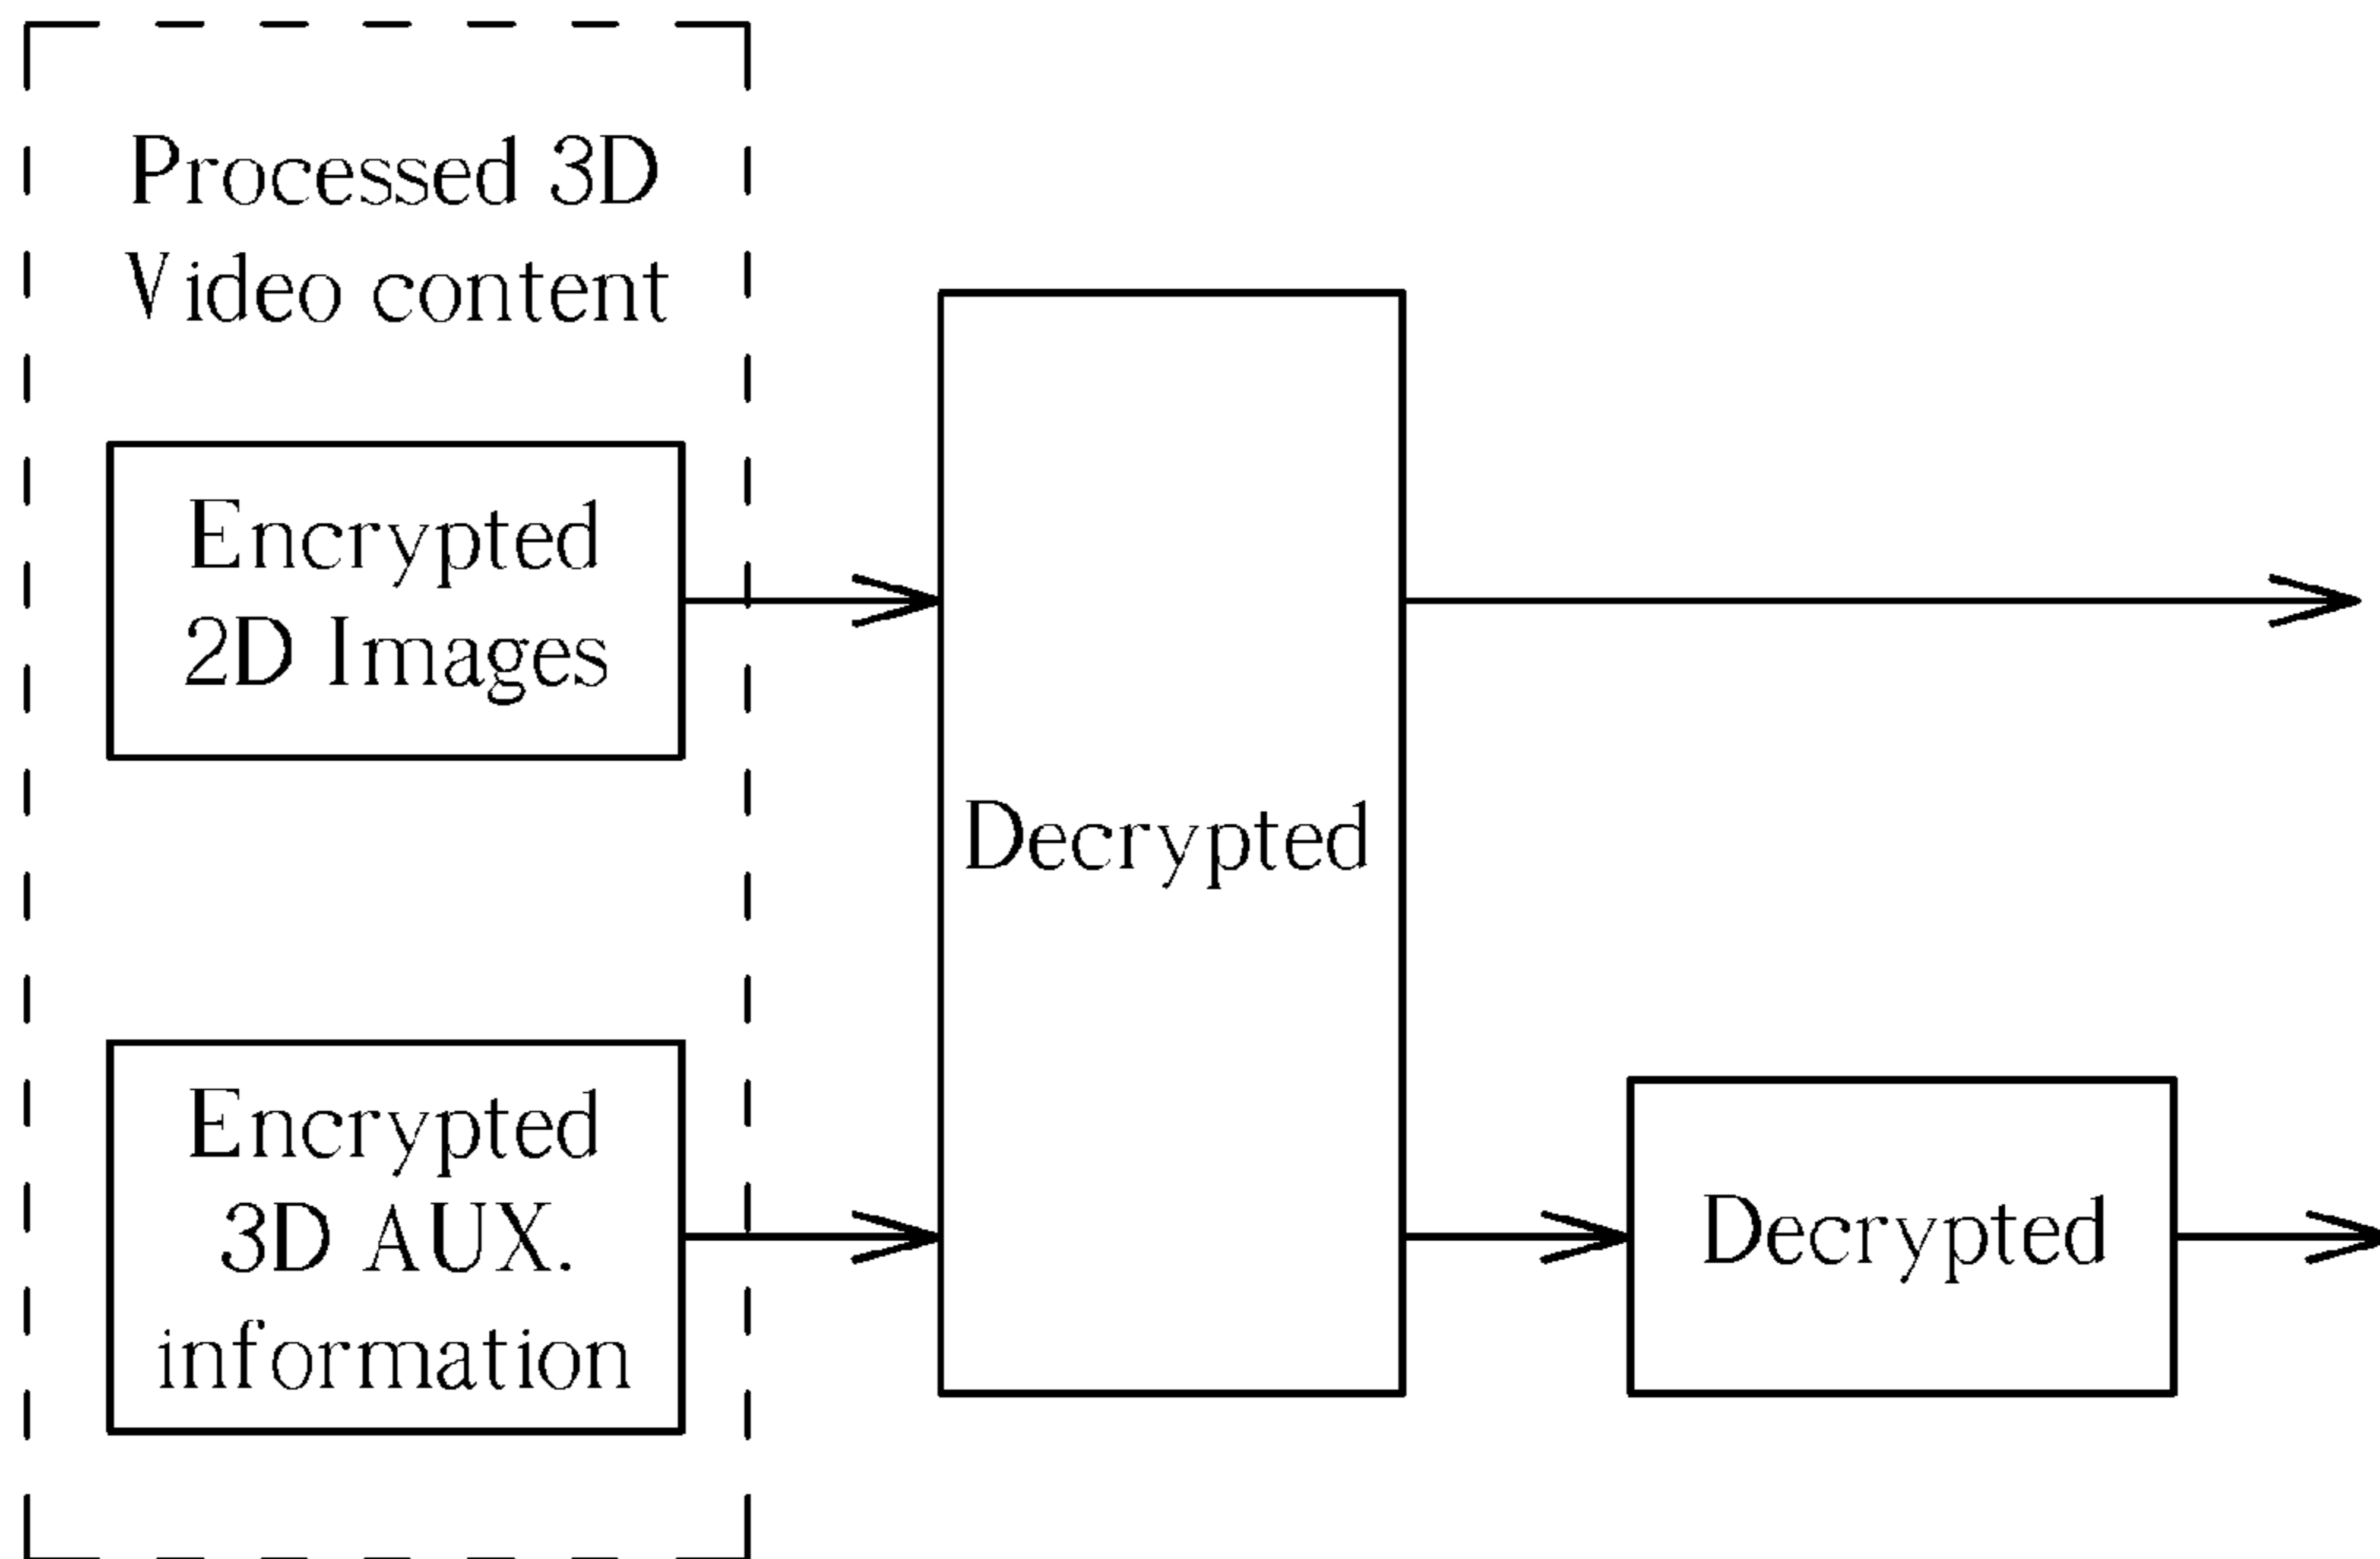 Processed 3D
Video content
Encrypted
2D Images
Decrypted
Encrypted
3D AUX.
information
Decrypted